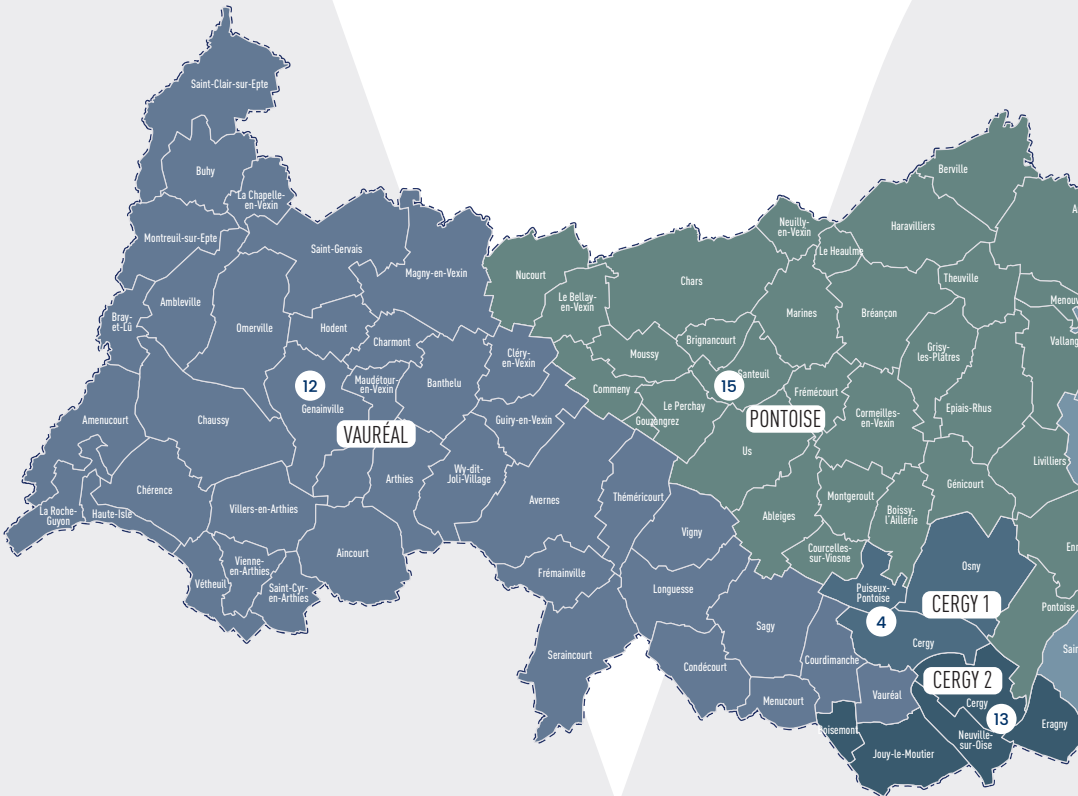 Saint-Clair-sur-Epte
Buhy
La Chapelle-
en-Vexin
Montreuil-sur-Epte
Saint-Gervais
Magny-en-Vexin
Ambleville
Bray-
et-Lû
Omerville
Hodent
Charmont
Cléry-
en-Vexin
12
Maudétour-
en-Vexin
Banthelu
Genainville
Amenucourt
Chaussy
VAURÉAL
Guiry-en-Vexin
Arthies
Wy-dit-
Joli-Village
Chérence
La Roche-
Guyon
Haute-Isle
Villers-en-Arthies
Avernes
Théméricourt
Vigny
Aincourt
Vienne-
en-Arthies
Vétheuil
Saint-Cyr-
en-Arthies
Frémainville
Longuesse
Sagy
Seraincourt
Condécourt
Courdimanche
Menucourt
Vauréal
Berville
Neuilly-
en-Vexin
Haravilliers
Le Heaulme
Nucourt
Chars
Theuville
Le Bellay-
en-Vexin
Marines
Bréançon
Brignancourt
Moussy
Grisy-
les-Plâtres
15
Santeuil
Commeny
Frémécourt
Le Perchay
Gouzangrez
PONTOISE
Cormeilles-
en-Vexin
Epiais-Rhus
Us
Livilliers
Génicourt
Montgeroult
Boissy-
l'Aillerie
Ableiges
Courcelles-
sur-Viosne
Osny
Puiseux-
Pontoise
CERGY 1
Pontoise
4
Cergy
CERGY 2
Cergy
13
Neuville-
sur-Oise
Eragny
Jouy-le-Moutier